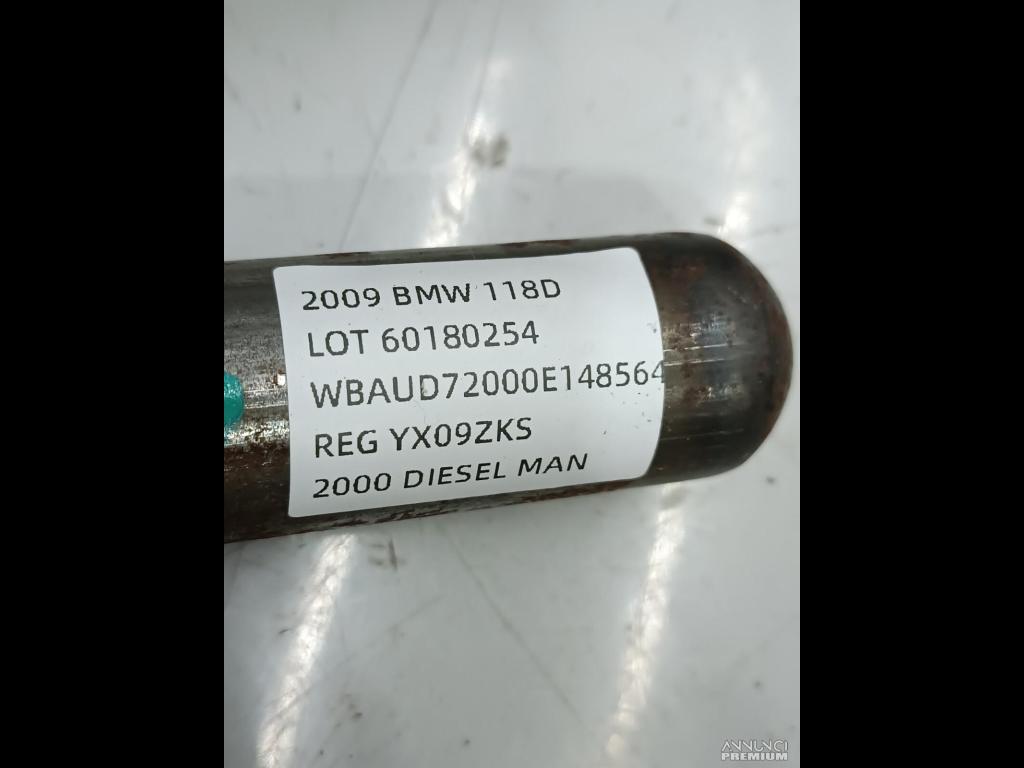 2009 BMW 118D
LOT 60180254
WBAUD72000E148564
REG YX09ZKS
2000 DIESEL MAN
ANNUNCI
PREMIUM